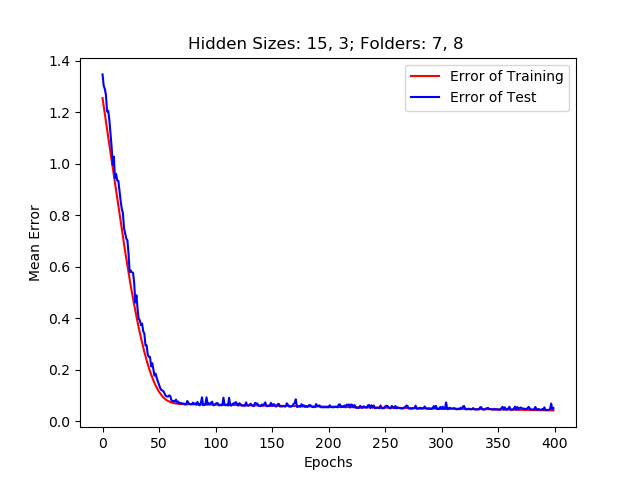 Hidden Sizes: 15, 3; Folders: 7, 8
Error of Training
Error of Test
Mean Error
1.4
1.2
1.0
0.8
0.6
0.4
0.2
0.0
0 50 100 150 200 250 300 350 400
Epochs